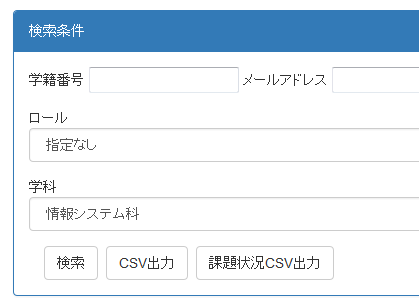 検索条件
学籍番号 メールアドレス
ロール
指定なし
学科
情報システム科
検索 CSV出力 課題状況CSV出力